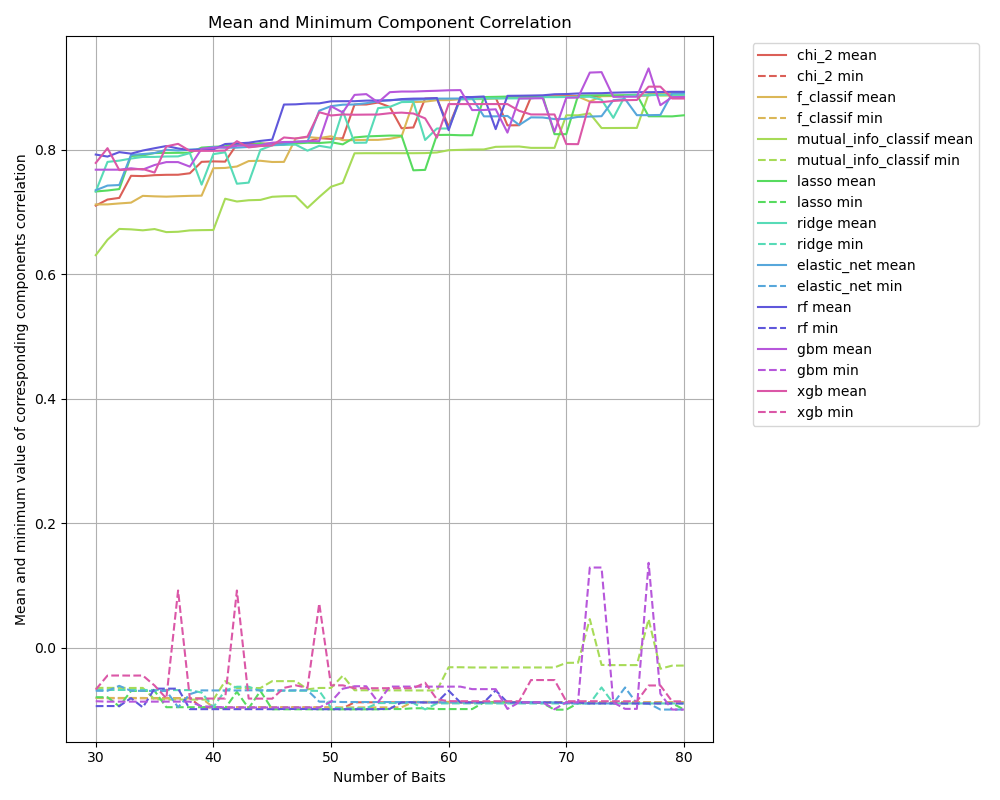 Mean and Minimum Component Correlation
Mean and minimum value of corresponding components correlation
0.8
0.6
0.4
0.2
0.0
30
40
50
60
70
80
Number of Baits
chi_2 mean
chi_2 min
f_classif mean
f_classif min
mutual_info_classif mean
mutual_info_classif min
lasso mean
lasso min
ridge mean
ridge min
elastic_net mean
elastic_net min
rf mean
rf min
gbm mean
gbm min
xgb mean
xgb min